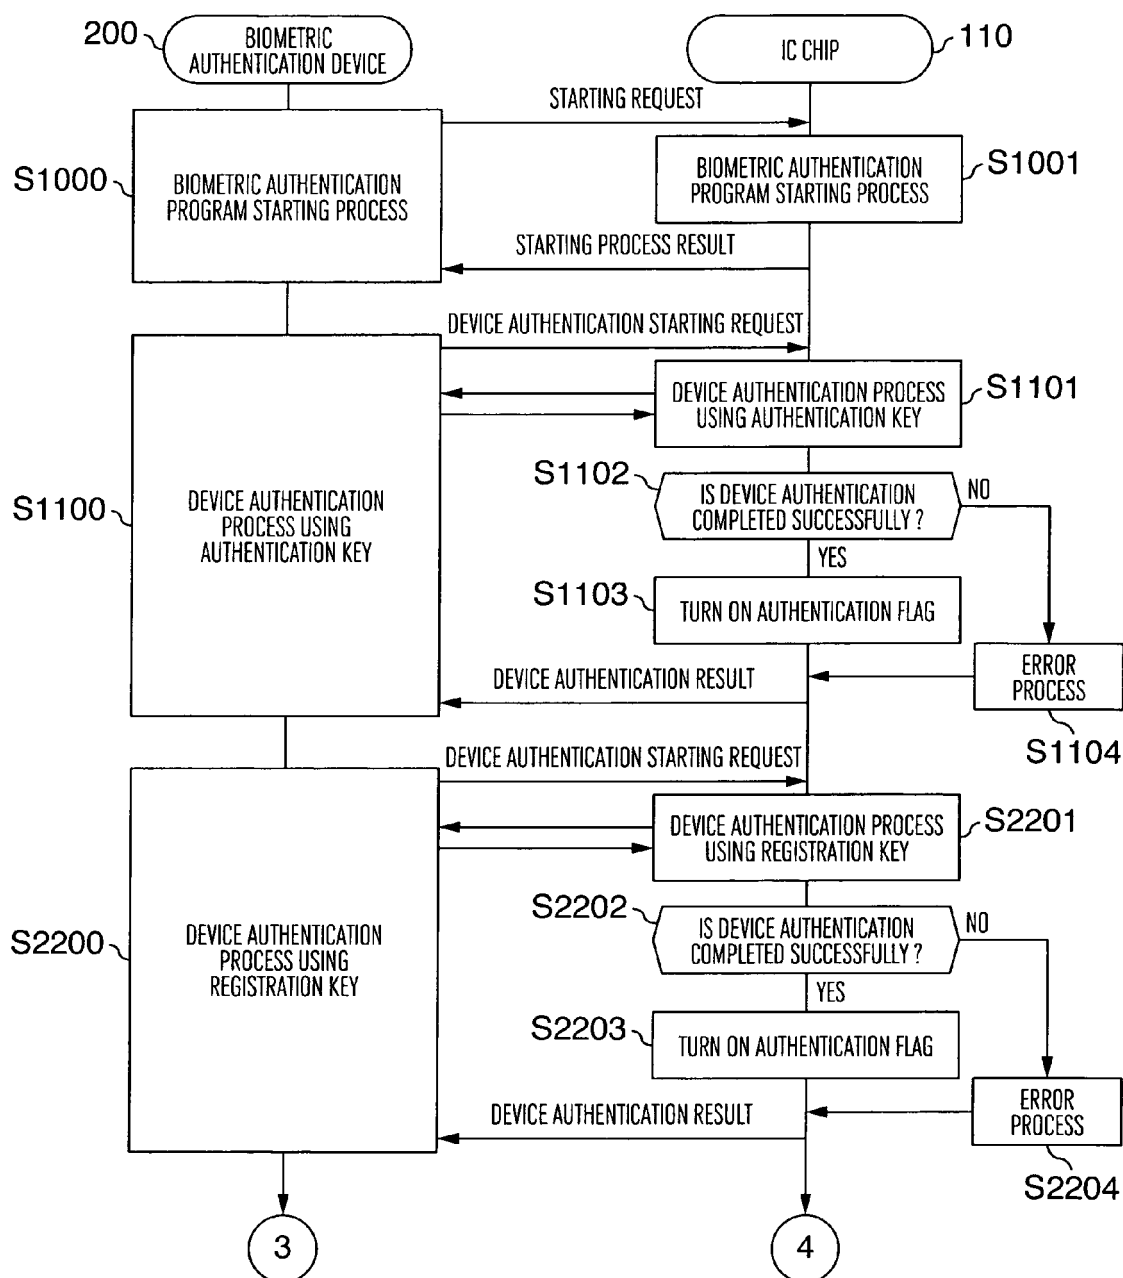 200
BIOMETRIC
AUTHENTICATION DEVICE
IC CHIP
110
STARTING REQUEST
S1000
BIOMETRIC AUTHENTICATION
PROGRAM STARTING PROCESS
BIOMETRIC AUTHENTICATION
PROGRAM STARTING PROCESS
S1001
STARTING PROCESS RESULT
DEVICE AUTHENTICATION STARTING REQUEST
DEVICE AUTHENTICATION PROCESS
USING AUTHENTICATION KEY
S1101
S1100
DEVICE AUTHENTICATION
PROCESS USING
AUTHENTICATION KEY
S1102
IS DEVICE AUTHENTICATION
COMPLETED SUCCESSFULLY ?
NO
YES
S1103
TURN ON AUTHENTICATION FLAG
ERROR
PROCESS
S1104
DEVICE AUTHENTICATION RESULT
DEVICE AUTHENTICATION STARTING REQUEST
DEVICE AUTHENTICATION PROCESS
USING REGISTRATION KEY
S2201
S2200
DEVICE AUTHENTICATION
PROCESS USING
REGISTRATION KEY
S2202
IS DEVICE AUTHENTICATION
COMPLETED SUCCESSFULLY ?
NO
YES
S2203
TURN ON AUTHENTICATION FLAG
ERROR
PROCESS
S2204
DEVICE AUTHENTICATION RESULT
3
4